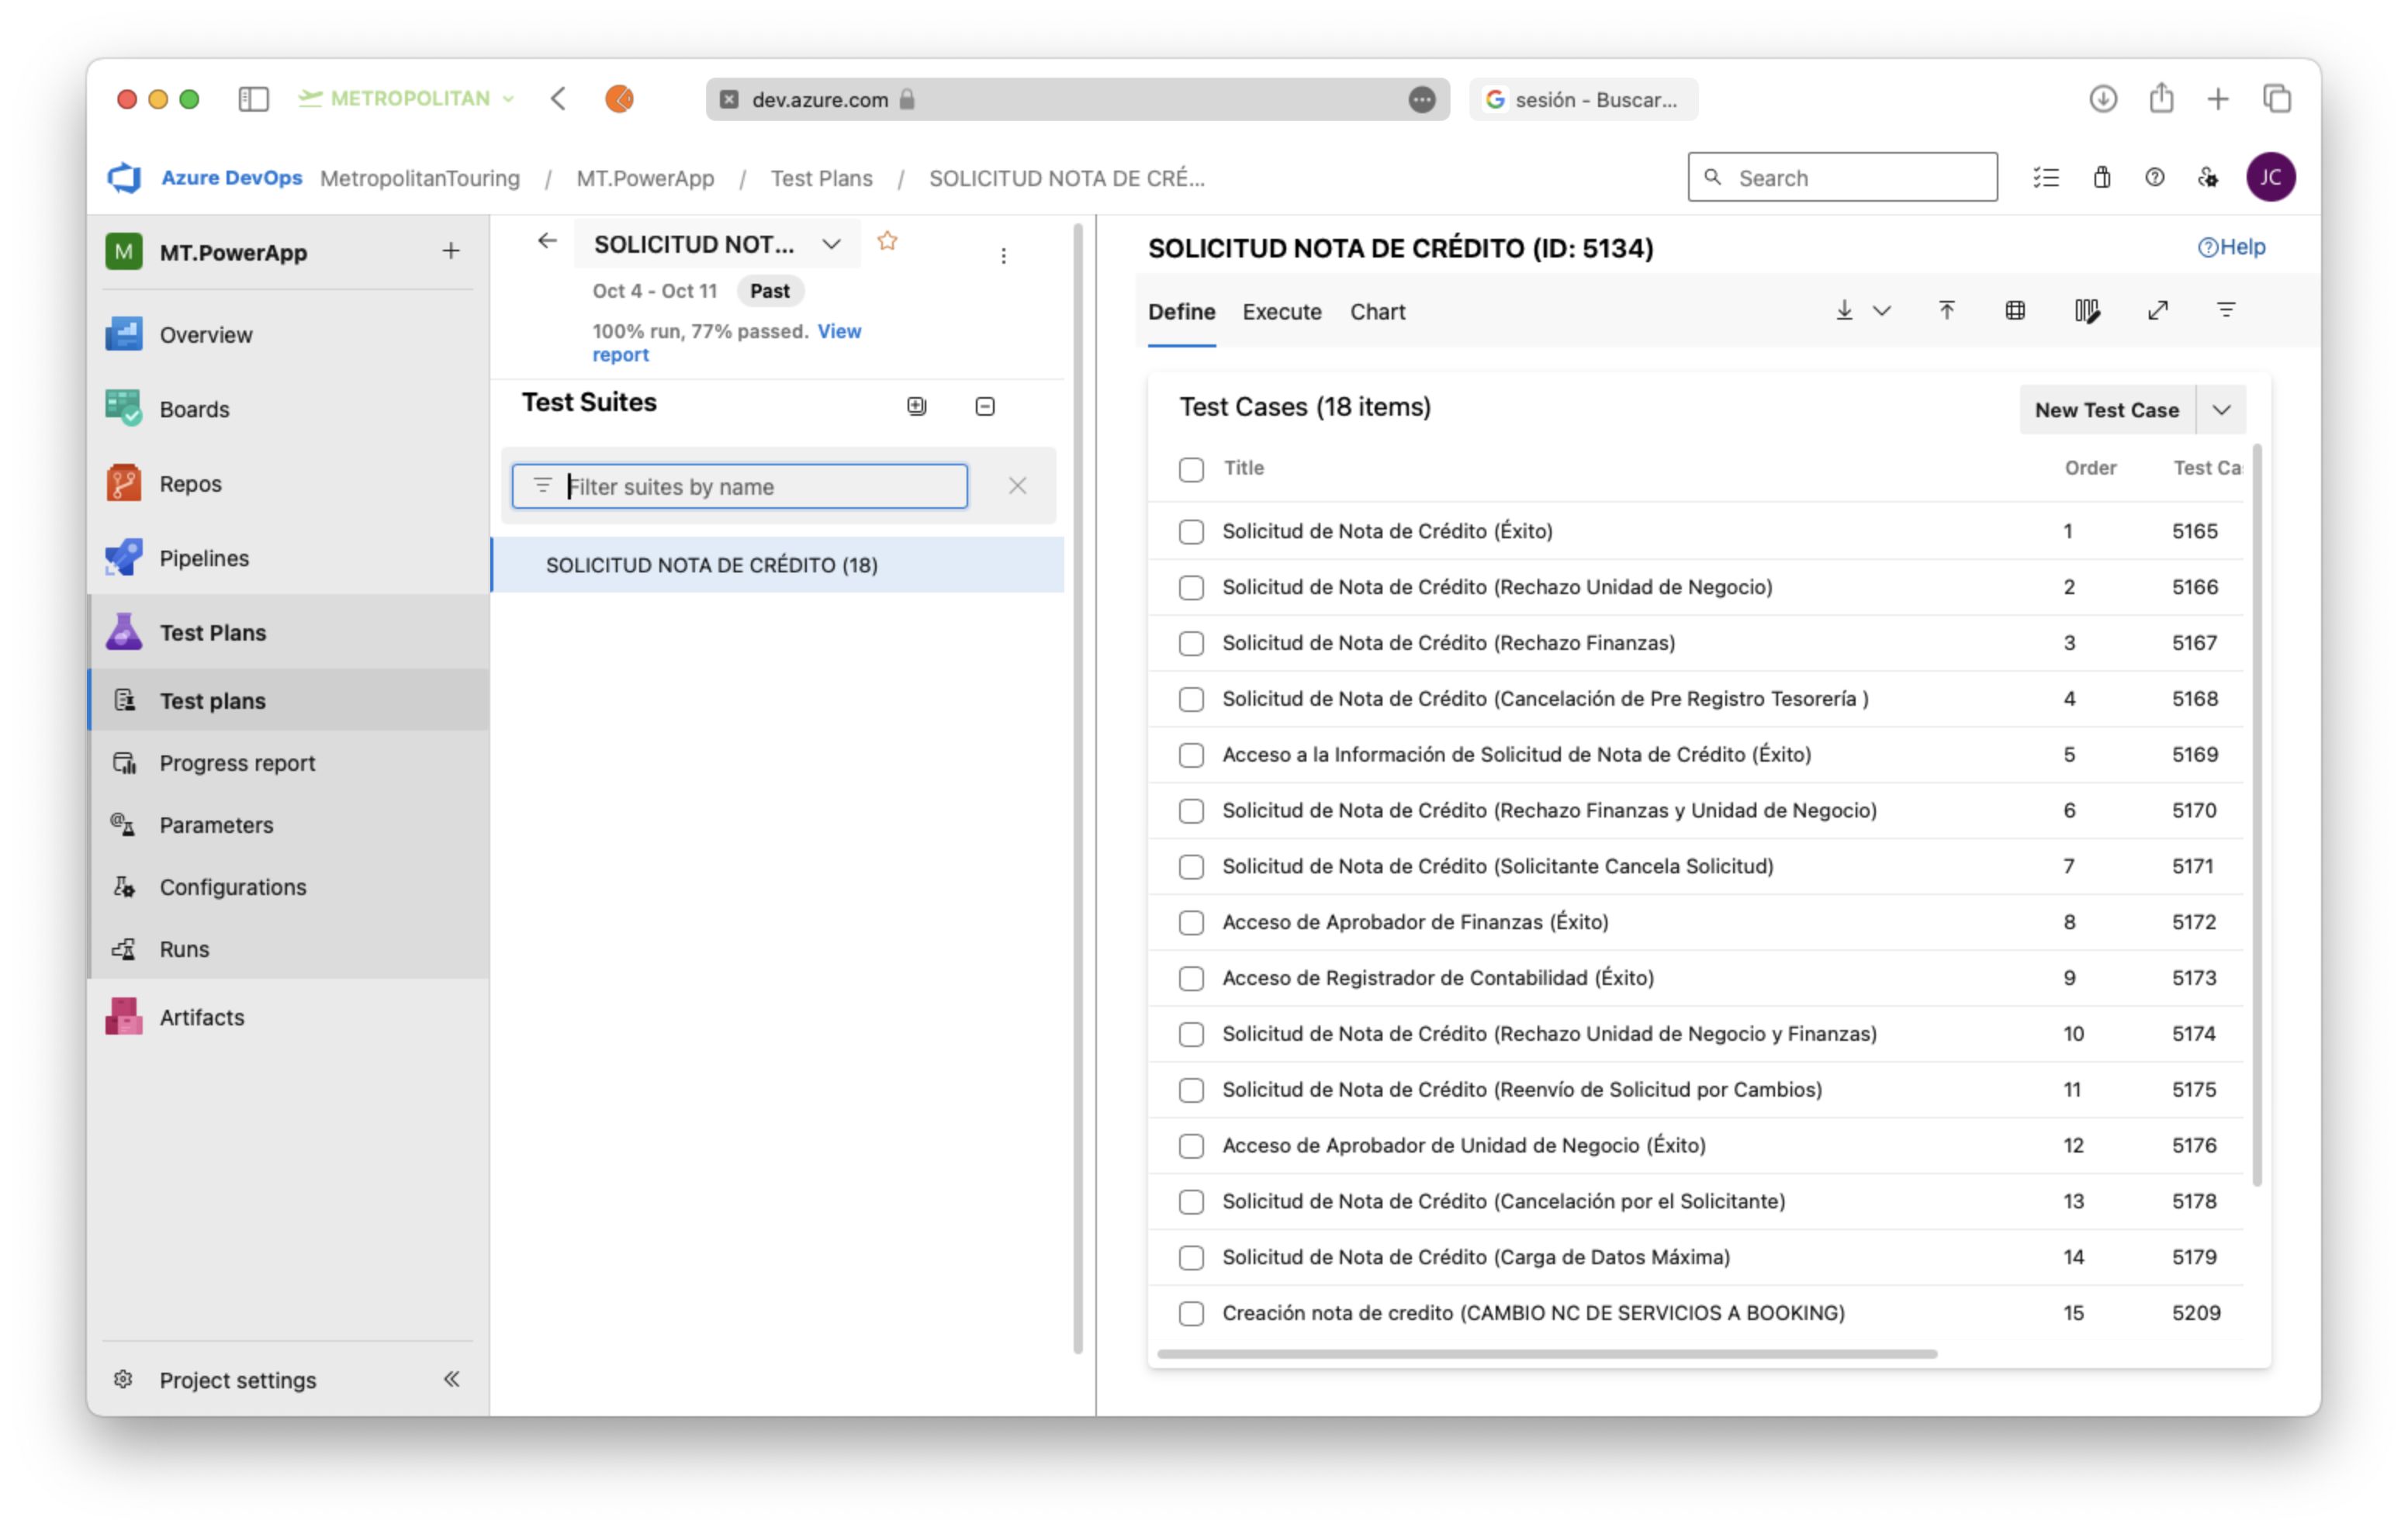 METROPOLITAN
dev.azure.com
sesión - Buscar...
Azure DevOps MetropolitanTouring / MT.PowerApp / Test Plans / SOLICITUD NOTA DE CRÉ...
Search
JC
M MT.PowerApp
Overview
Boards
Repos
Pipelines
Test Plans
Test plans
Progress report
Parameters
Configurations
Runs
Artifacts
Project settings
SOLICITUD NOT...
Oct 4 - Oct 11 Past
100% run, 77% passed. View
report
Test Suites
Filter suites by name
SOLICITUD NOTA DE CRÉDITO (18)
SOLICITUD NOTA DE CRÉDITO (ID: 5134)
Help
Define Execute Chart
Test Cases (18 items)
New Test Case
Title Order Test Ca
Solicitud de Nota de Crédito (Éxito) 1 5165
Solicitud de Nota de Crédito (Rechazo Unidad de Negocio) 2 5166
Solicitud de Nota de Crédito (Rechazo Finanzas) 3 5167
Solicitud de Nota de Crédito (Cancelación de Pre Registro Tesorería ) 4 5168
Acceso a la Información de Solicitud de Nota de Crédito (Éxito) 5 5169
Solicitud de Nota de Crédito (Rechazo Finanzas y Unidad de Negocio) 6 5170
Solicitud de Nota de Crédito (Solicitante Cancela Solicitud) 7 5171
Acceso de Aprobador de Finanzas (Éxito) 8 5172
Acceso de Registrador de Contabilidad (Éxito) 9 5173
Solicitud de Nota de Crédito (Rechazo Unidad de Negocio y Finanzas) 10 5174
Solicitud de Nota de Crédito (Reenvío de Solicitud por Cambios) 11 5175
Acceso de Aprobador de Unidad de Negocio (Éxito) 12 5176
Solicitud de Nota de Crédito (Cancelación por el Solicitante) 13 5178
Solicitud de Nota de Crédito (Carga de Datos Máxima) 14 5179
Creación nota de credito (CAMBIO NC DE SERVICIOS A BOOKING) 15 5209